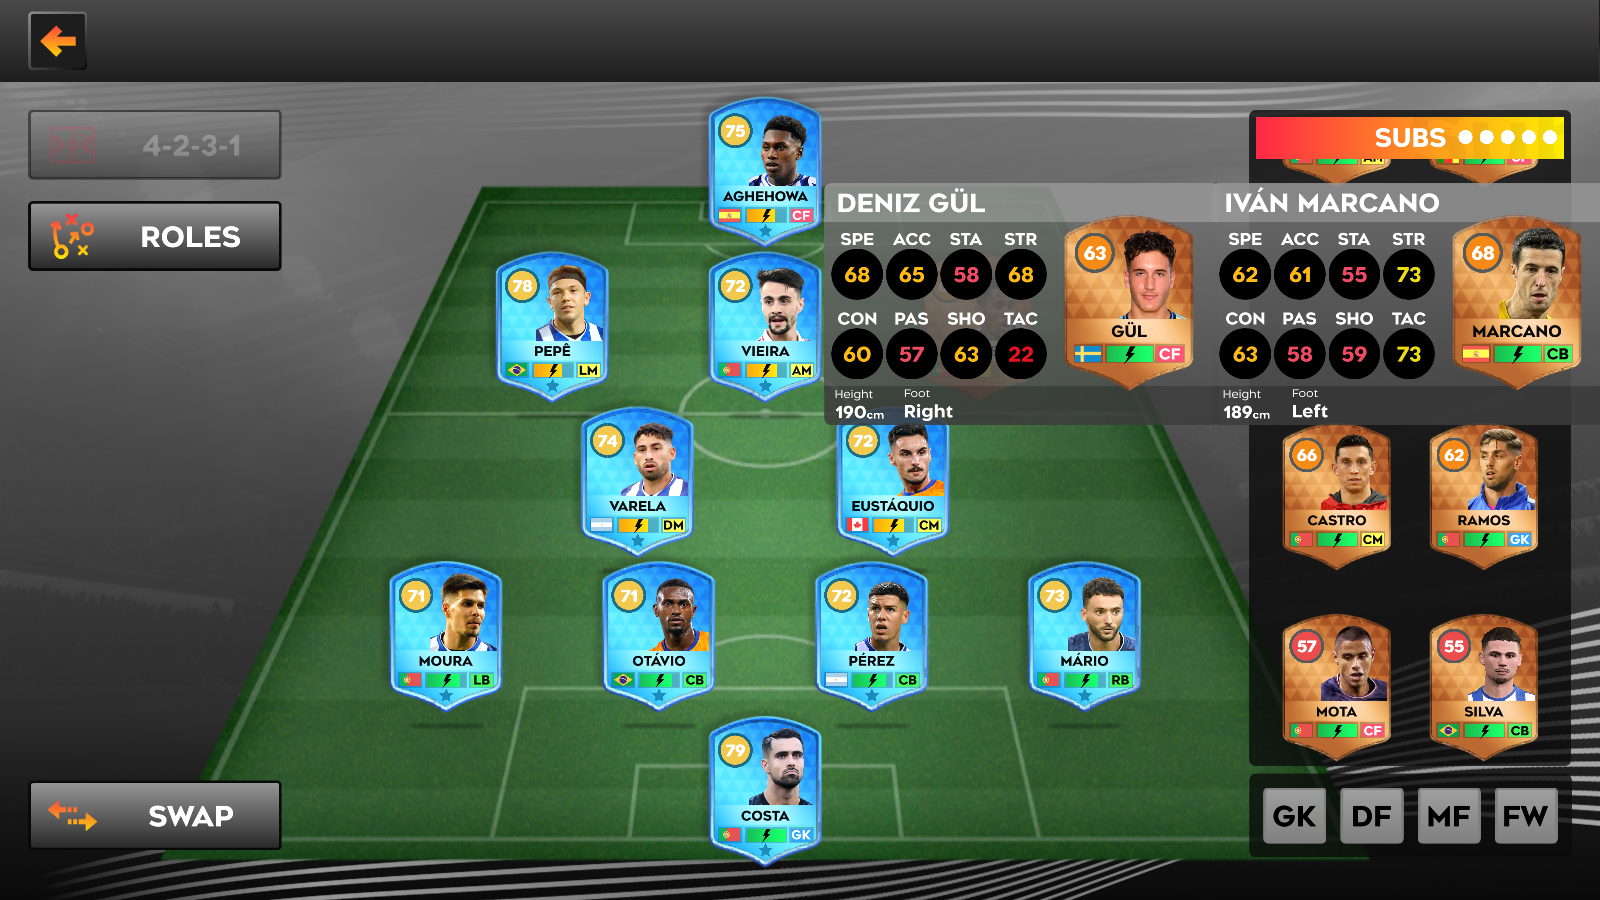 4-2-3-1
ROLES
SWAP
75
AGHEHOWA
CF
78
PEPÊ
LM
72
VIEIRA
AM
74
VARELA
DM
72
EUSTÁQUIO
CM
71
MOURA
LB
71
OTÁVIO
CB
72
PÉREZ
CB
73
MÁRIO
RB
79
COSTA
GK
DENIZ GÜL
SPE ACC STA STR
68 65 58 68
CON PAS SHO TAC
60 57 63 22
Height Foot
190cm Right
63
GÜL
CF
SUBS
AM CF
IVÁN MARCANO
SPE ACC STA STR
62 61 55 73
CON PAS SHO TAC
63 58 59 73
Height Foot
189cm Left
68
MARCANO
CB
66
CASTRO
CM
62
RAMOS
GK
57
MOTA
CF
55
SILVA
CB
GK DF MF FW